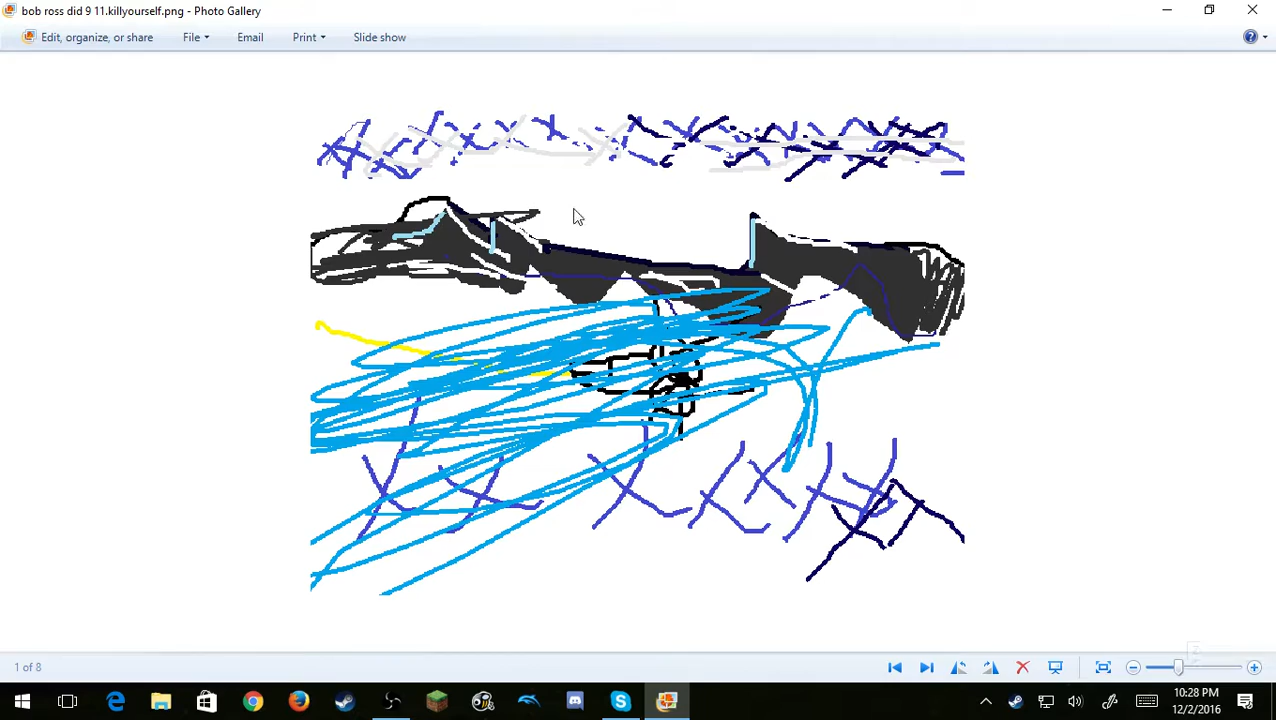 bob ross did 9 11.killyourself.png - Photo Gallery
Edit, organize, or share File Email Print Slide show
1 of 8
10:28 PM
12/2/2016